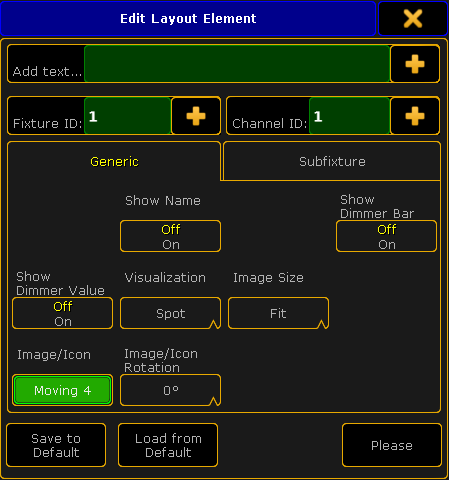 Edit Layout Element
Add text...
Fixture ID: 1
Channel ID: 1
Generic
Subfixture
Show Name
Off
On
Show
Dimmer Bar
Off
On
Show
Dimmer Value
Off
On
Visualization
Spot
Image Size
Fit
Image/Icon
Moving 4
Image/Icon
Rotation
0°
Save to
Default
Load from
Default
Please